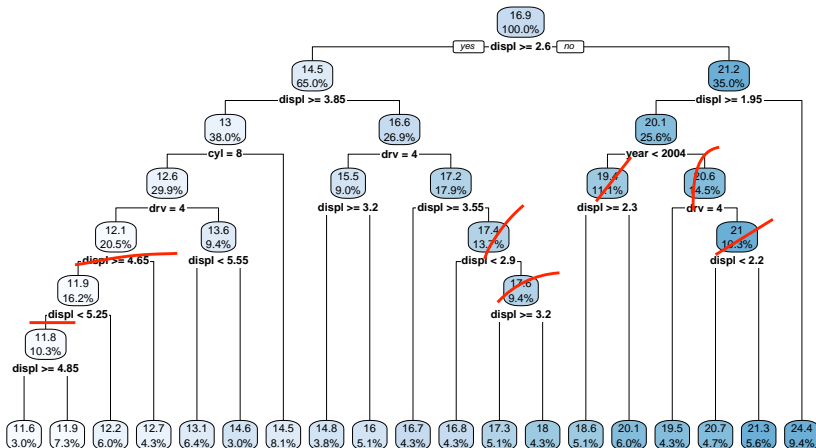 16.9
100.0%
yes displ >= 2.6 no
14.5 21.2
65.0% 35.0%
displ >= 3.85 displ >= 1.95
13 16.6 20.1
38.0% 26.9% 25.6%
cyl = 8 drv = 4 year < 2004
12.6 15.5 17.2 19.4 20.6
29.9% 9.0% 17.9% 11.1% 14.5%
drv = 4 displ >= 3.2 displ >= 3.55 displ >= 2.3 drv = 4
12.1 13.6 17.4 21
20.5% 9.4% 13.7% 10.3%
displ >= 4.65 displ < 5.55 displ < 2.9 displ < 2.2
11.9 17.6
16.2% 9.4%
displ < 5.25 displ >= 3.2
11.8
10.3%
displ >= 4.85
11.6 11.9 12.2 12.7 13.1 14.6 14.5 14.8 16 16.7 16.8 17.3 18 18.6 20.1 19.5 20.7 21.3 24.4
3.0% 7.3% 6.0% 4.3% 6.4% 3.0% 8.1% 3.8% 5.1% 4.3% 4.3% 5.1% 4.3% 5.1% 6.0% 4.3% 4.7% 5.6% 9.4%